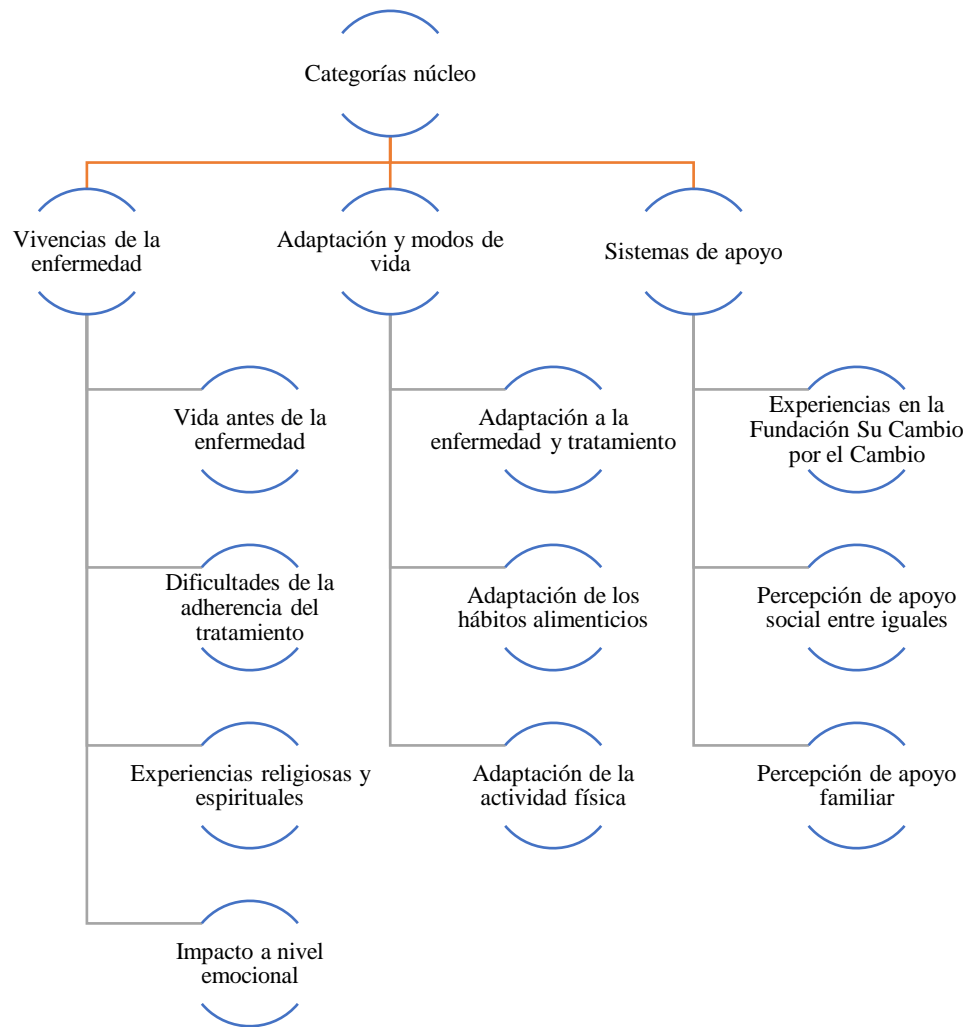 Categorías núcleo
Vivencias de la
enfermedad
Adaptación y modos de
vida
Sistemas de apoyo
Vida antes de la
enfermedad
Dificultades de la
adherencia del
tratamiento
Experiencias religiosas y
espirituales
Impacto a nivel
emocional
Adaptación a la
enfermedad y tratamiento
Adaptación de los
hábitos alimenticios
Adaptación de la
actividad física
Experiencias en la
Fundación Su Cambio
por el Cambio
Percepción de apoyo
social entre iguales
Percepción de apoyo
familiar